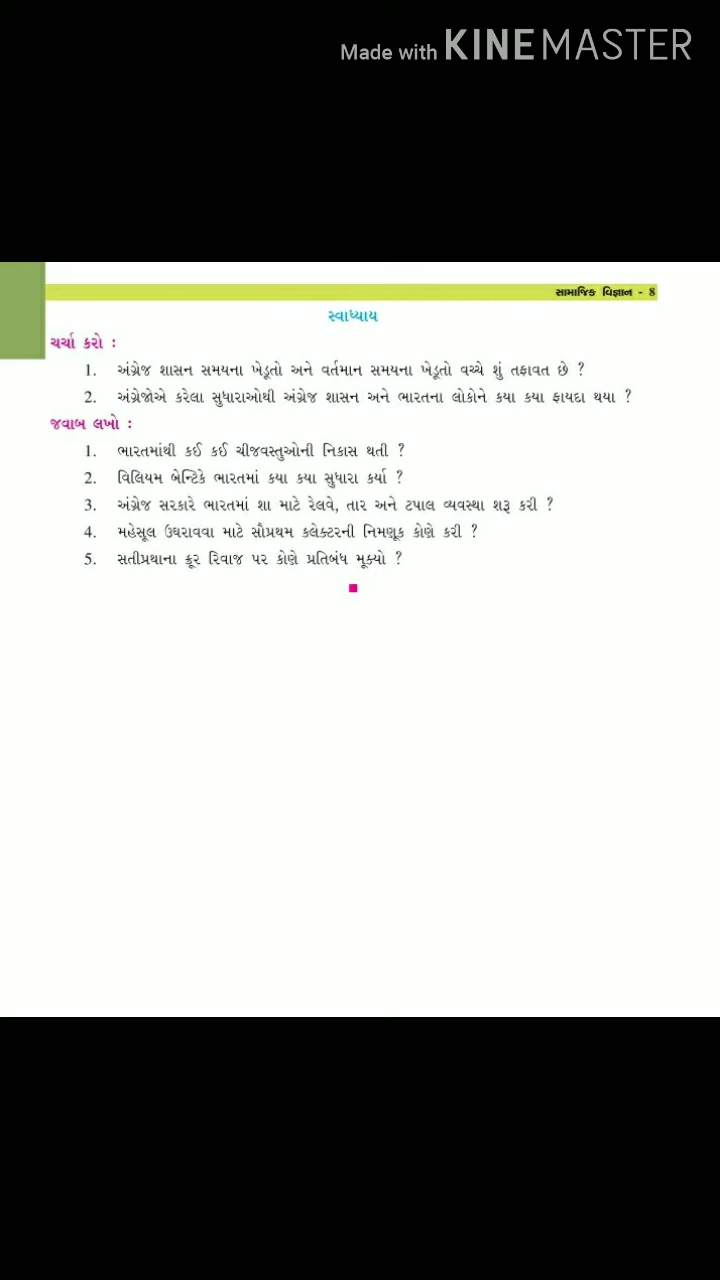 Made with KINEMASTER
સામાજિક વિજ્ઞાન - 8
સ્વાધ્યાય
ચર્ચા કરો :
1. અંગ્રેજ શાસન સમયના ખેડૂતો અને વર્તમાન સમયના ખેડૂતો વચ્ચે શું તફાવત છે ?
2. અંગ્રેજોએ કરેલા સુધારાઓથી અંગ્રેજ શાસન અને ભારતના લોકોને કયા કયા ફાયદા થયા ?
જવાબ લખો :
1. ભારતમાંથી કઈ કઈ ચીજવસ્તુઓની નિકાસ થતી ?
2. વિલિયમ બેન્ટિકે ભારતમાં કયા કયા સુધારા કર્યા ?
3. અંગ્રેજ સરકારે ભારતમાં શા માટે રેલવે, તાર અને ટપાલ વ્યવસ્થા શરૂ કરી ?
4. મહેસૂલ ઉઘરાવવા માટે સૌપ્રથમ કલેક્ટરની નિમણૂક કોણે કરી ?
5. સતીપ્રથાના ક્રૂર રિવાજ પર કોણે પ્રતિબંધ મૂક્યો ?